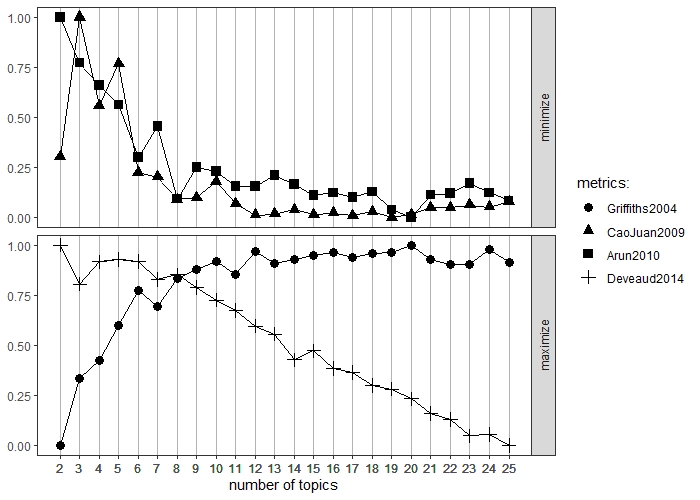 1.00
0.75
0.50
0.25
0.00
minimize
1.00
0.75
0.50
0.25
0.00
maximize
2 3 4 5 6 7 8 9 10 11 12 13 14 15 16 17 18 19 20 21 22 23 24 25
number of topics
metrics:
Griffiths2004
CaoJuan2009
Arun2010
Deveaud2014